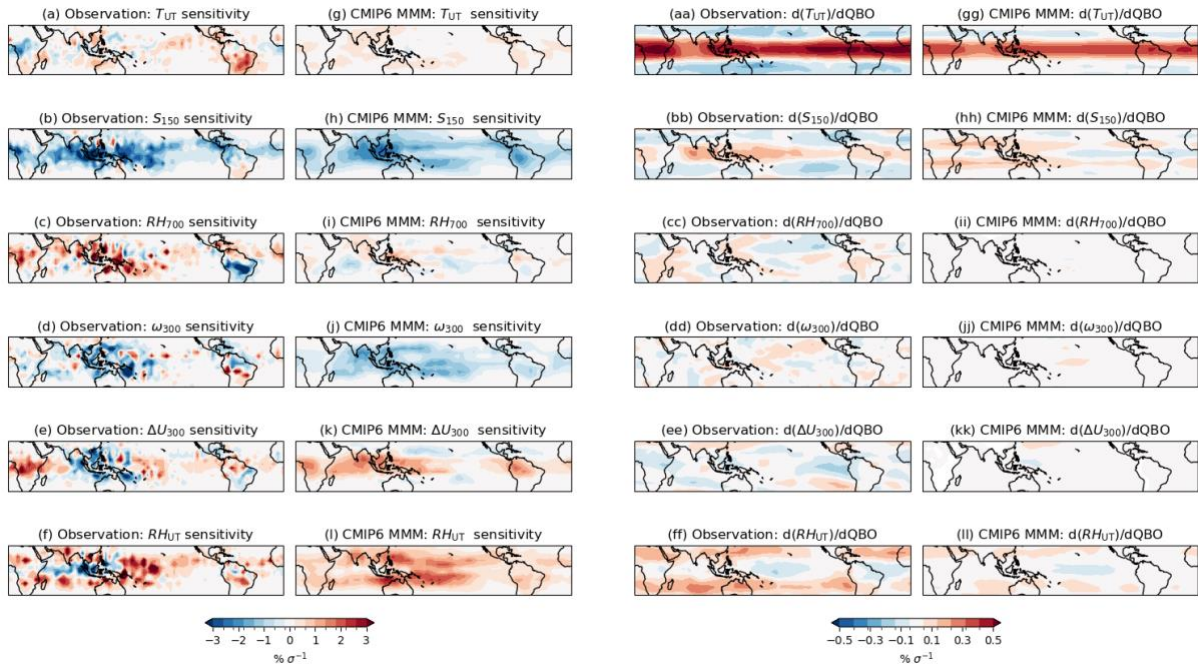 (a) Observation: T_UT sensitivity
(g) CMIP6 MMM: T_UT sensitivity
(aa) Observation: d(T_UT)/dQBO
(gg) CMIP6 MMM: d(T_UT)/dQBO
(b) Observation: S_150 sensitivity
(h) CMIP6 MMM: S_150 sensitivity
(bb) Observation: d(S_150)/dQBO
(hh) CMIP6 MMM: d(S_150)/dQBO
(c) Observation: RH_700 sensitivity
(i) CMIP6 MMM: RH_700 sensitivity
(cc) Observation: d(RH_700)/dQBO
(ii) CMIP6 MMM: d(RH_700)/dQBO
(d) Observation: ω_300 sensitivity
(j) CMIP6 MMM: ω_300 sensitivity
(dd) Observation: d(ω_300)/dQBO
(jj) CMIP6 MMM: d(ω_300)/dQBO
(e) Observation: ΔU_300 sensitivity
(k) CMIP6 MMM: ΔU_300 sensitivity
(ee) Observation: d(ΔU_300)/dQBO
(kk) CMIP6 MMM: d(ΔU_300)/dQBO
(f) Observation: RH_UT sensitivity
(l) CMIP6 MMM: RH_UT sensitivity
(ff) Observation: d(RH_UT)/dQBO
(ll) CMIP6 MMM: d(RH_UT)/dQBO
−3 −2 −1 0 1 2 3
% σ⁻¹
−0.5 −0.3 −0.1 0.1 0.3 0.5
% σ⁻¹